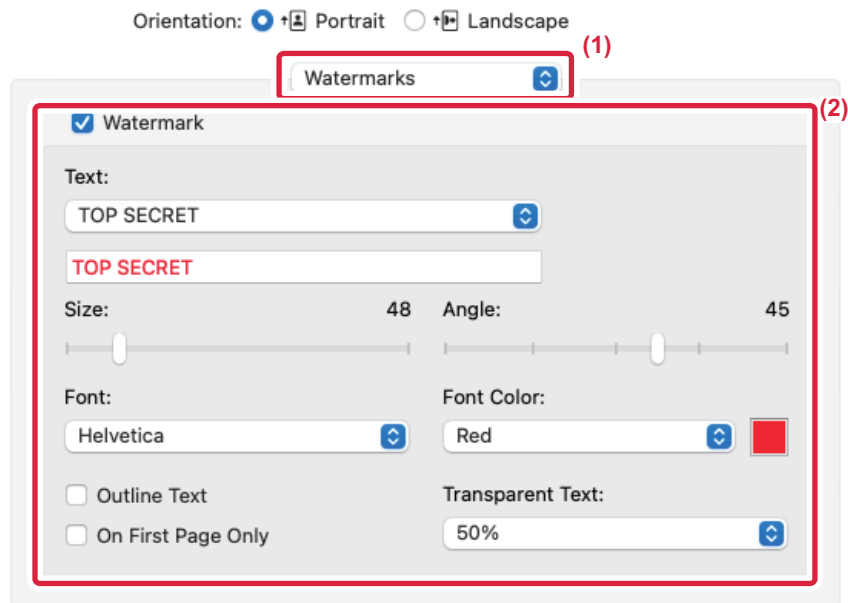 Orientation: Portrait Landscape
(1)
Watermarks
(2)
Watermark
Text:
TOP SECRET
TOP SECRET
Size: 48 Angle: 45
Font: Font Color:
Helvetica Red
Outline Text Transparent Text:
On First Page Only 50%